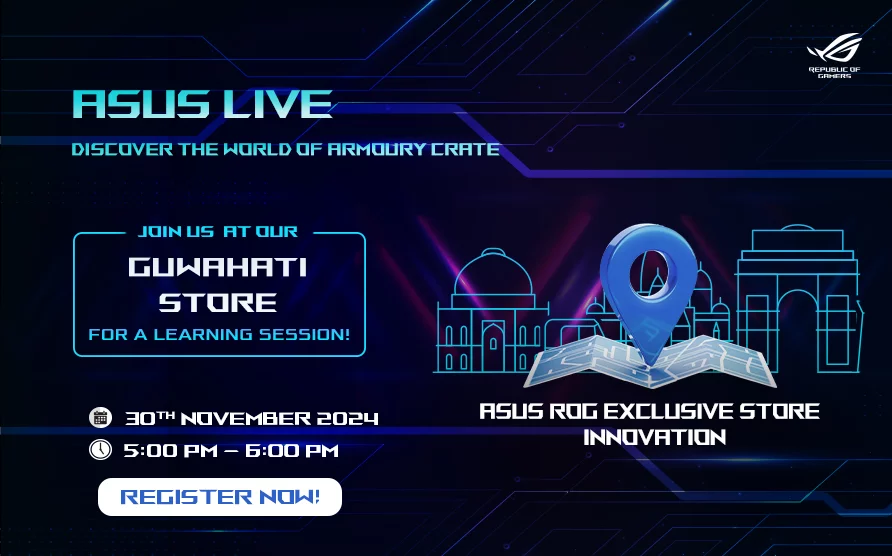 REPUBLIC OF
GAMERS
ASUS LIVE
DISCOVER THE WORLD OF ARMOURY CRATE
JOIN US AT OUR
GUWAHATI
STORE
FOR A LEARNING SESSION!
30TH NOVEMBER 2024
5:00 PM – 6:00 PM
REGISTER NOW!
ASUS ROG EXCLUSIVE STORE
INNOVATION